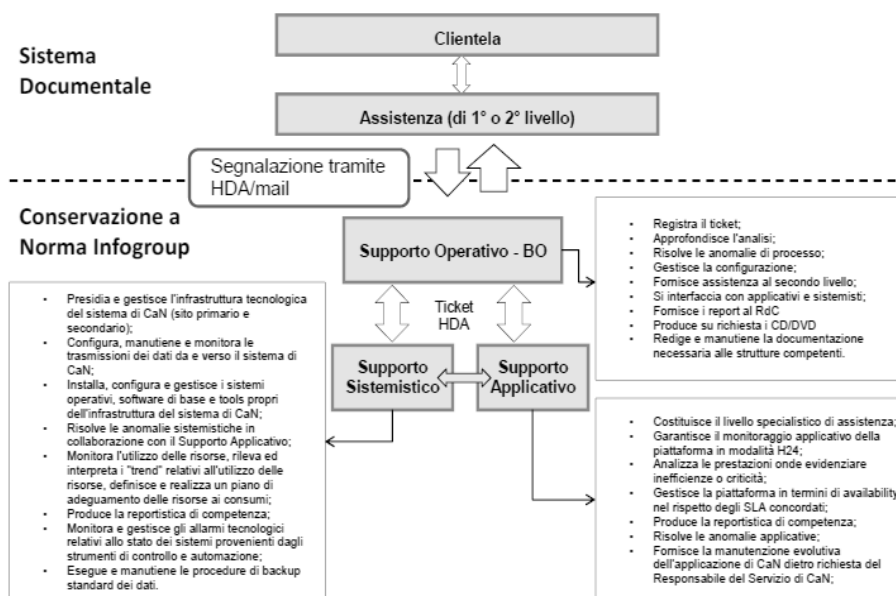 Sistema
Documentale
Clientela
Assistenza (di 1° o 2° livello)
Segnalazione tramite
HDA/mail
Conservazione a
Norma Infogroup
Supporto Operativo - BO
• Registra il ticket;
• Approfondisce l'analisi;
• Risolve le anomalie di processo;
• Gestisce la configurazione;
• Fornisce assistenza al secondo livello;
• Si interfaccia con applicativi e sistemisti;
• Fornisce i report al RdC
• Produce su richiesta i CD/DVD
• Redige e manutiene la documentazione
necessaria alle strutture competenti.
Ticket
HDA
Supporto
Sistemistico
Supporto
Applicativo
• Presidia e gestisce l'infrastruttura tecnologica
del sistema di CaN (sito primario e
secondario);
• Configura, manutiene e monitora le
trasmissioni dei dati da e verso il sistema di
CaN;
• Installa, configura e gestisce i sistemi
operativi, software di base e tools propri
dell'infrastruttura del sistema di CaN;
• Risolve le anomalie sistemistiche in
collaborazione con il Supporto Applicativo;
• Monitora l'utilizzo delle risorse, rileva ed
interpreta i "trend" relativi all'utilizzo delle
risorse, definisce e realizza un piano di
adeguamento delle risorse ai consumi;
• Produce la reportistica di competenza;
• Monitora e gestisce gli allarmi tecnologici
relativi allo stato dei sistemi provenienti dagli
strumenti di controllo e automazione;
• Esegue e manutiene le procedure di backup
standard dei dati.
• Costituisce il livello specialistico di assistenza;
• Garantisce il monitoraggio applicativo della
piattaforma in modalità H24;
• Analizza le prestazioni onde evidenziare
inefficienze o criticità;
• Gestisce la piattaforma in termini di availability
nel rispetto degli SLA concordati;
• Produce la reportistica di competenza;
• Risolve le anomalie applicative;
• Fornisce la manutenzione evolutiva
dell'applicazione di CaN dietro richiesta del
Responsabile del Servizio di CaN;